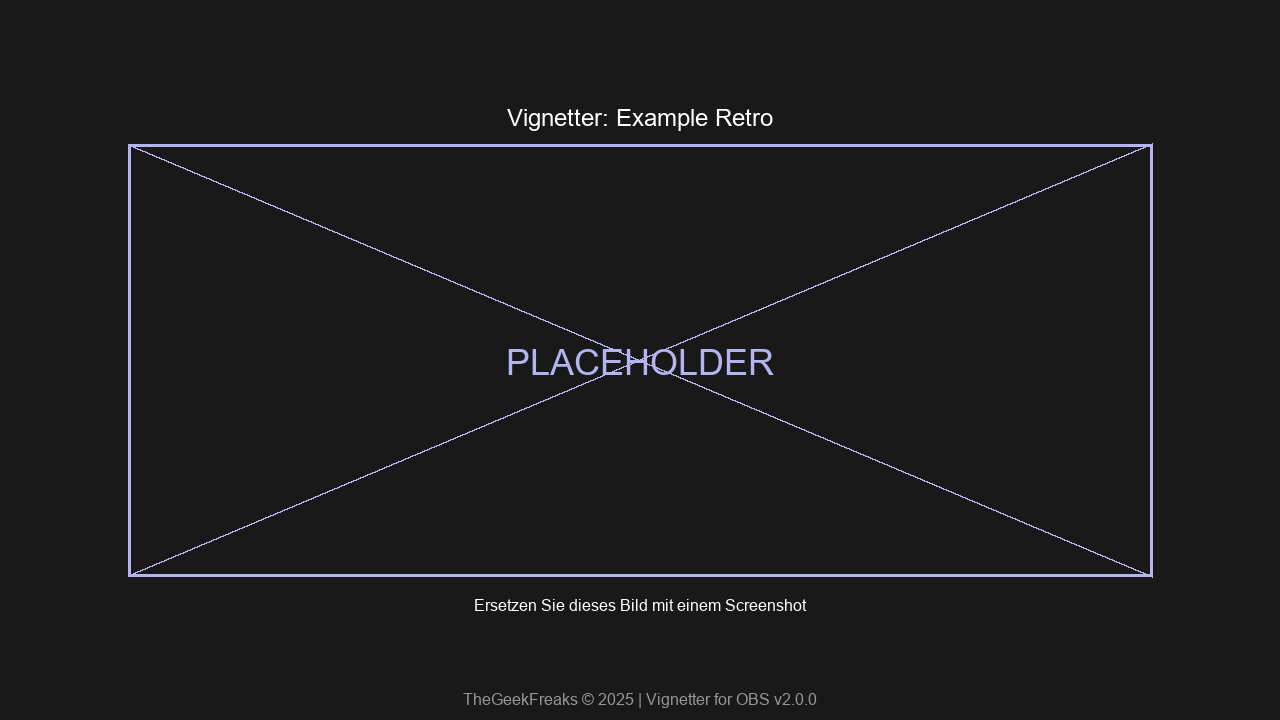 Vignetter: Example Retro
PLACEHOLDER
Ersetzen Sie dieses Bild mit einem Screenshot
TheGeekFreaks © 2025 | Vignetter for OBS v2.0.0